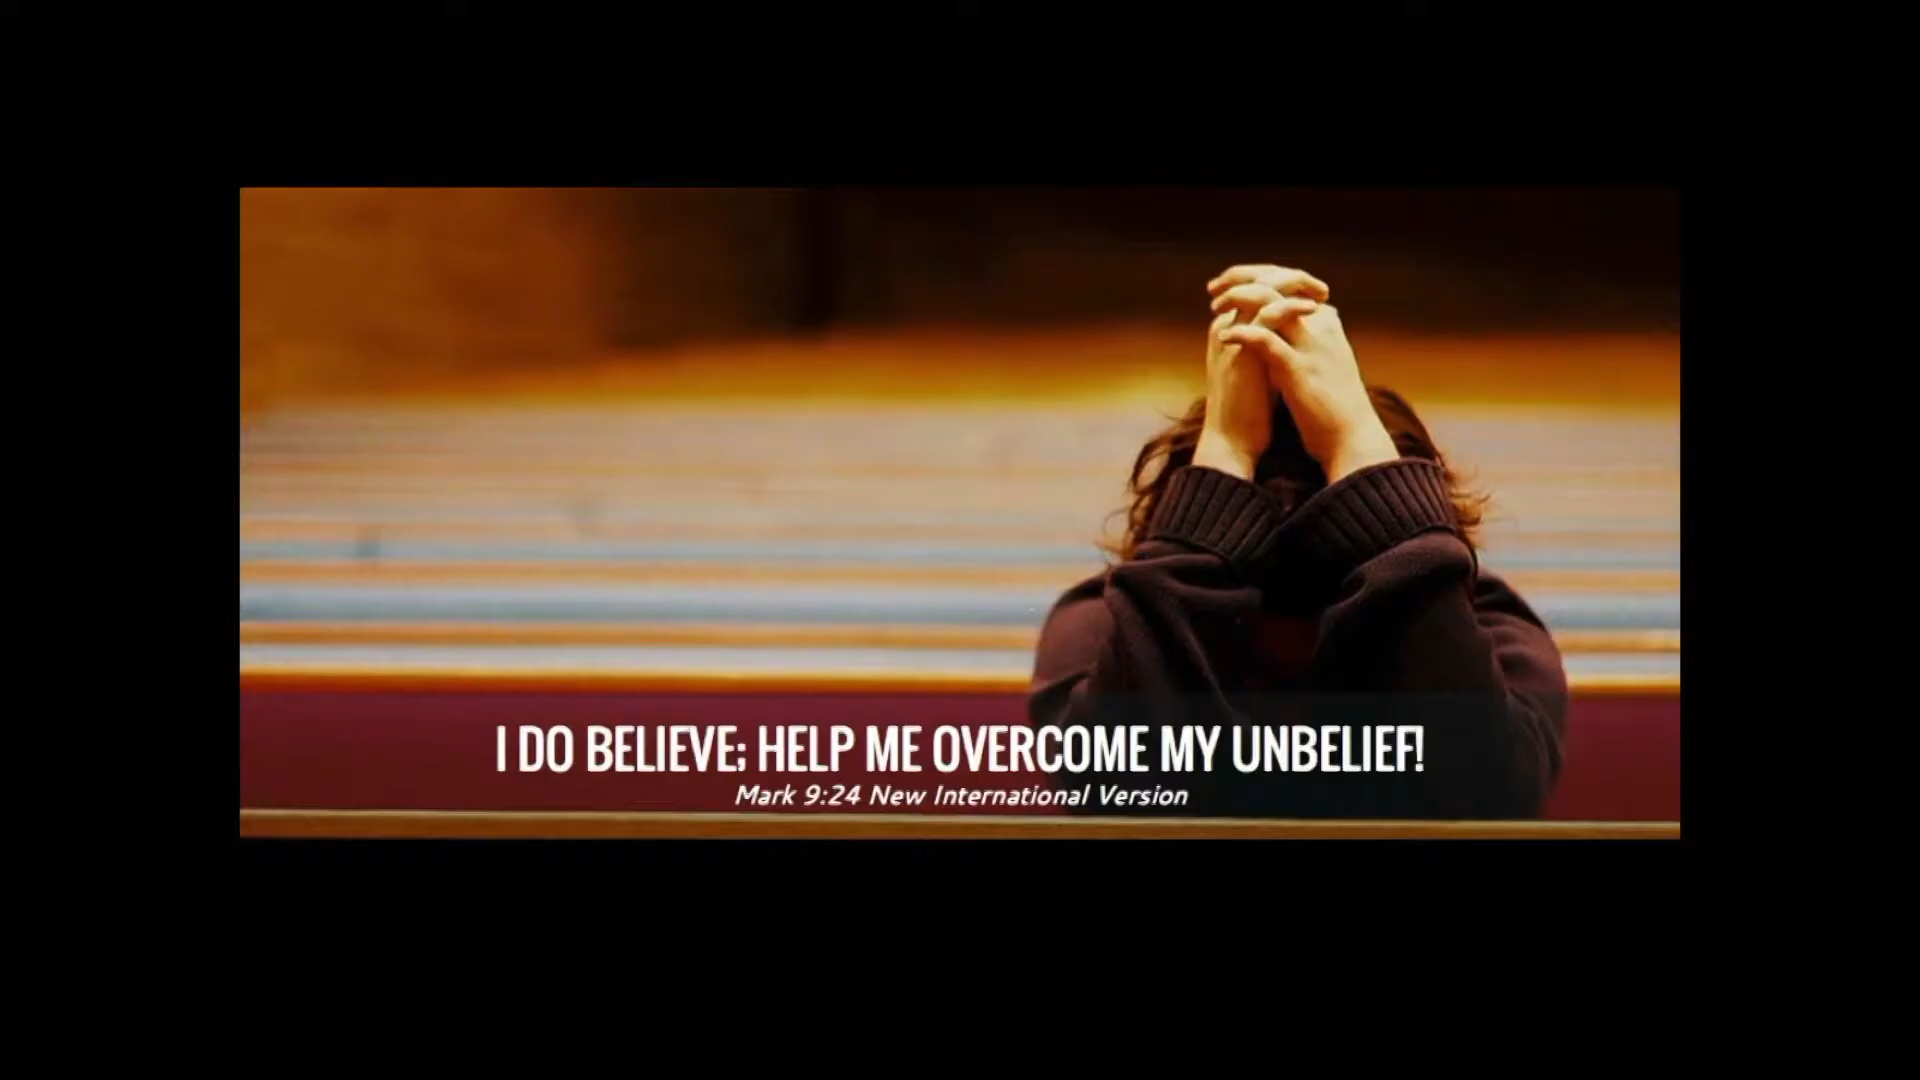 I DO BELIEVE; HELP ME OVERCOME MY UNBELIEF!
Mark 9:24 New International Version